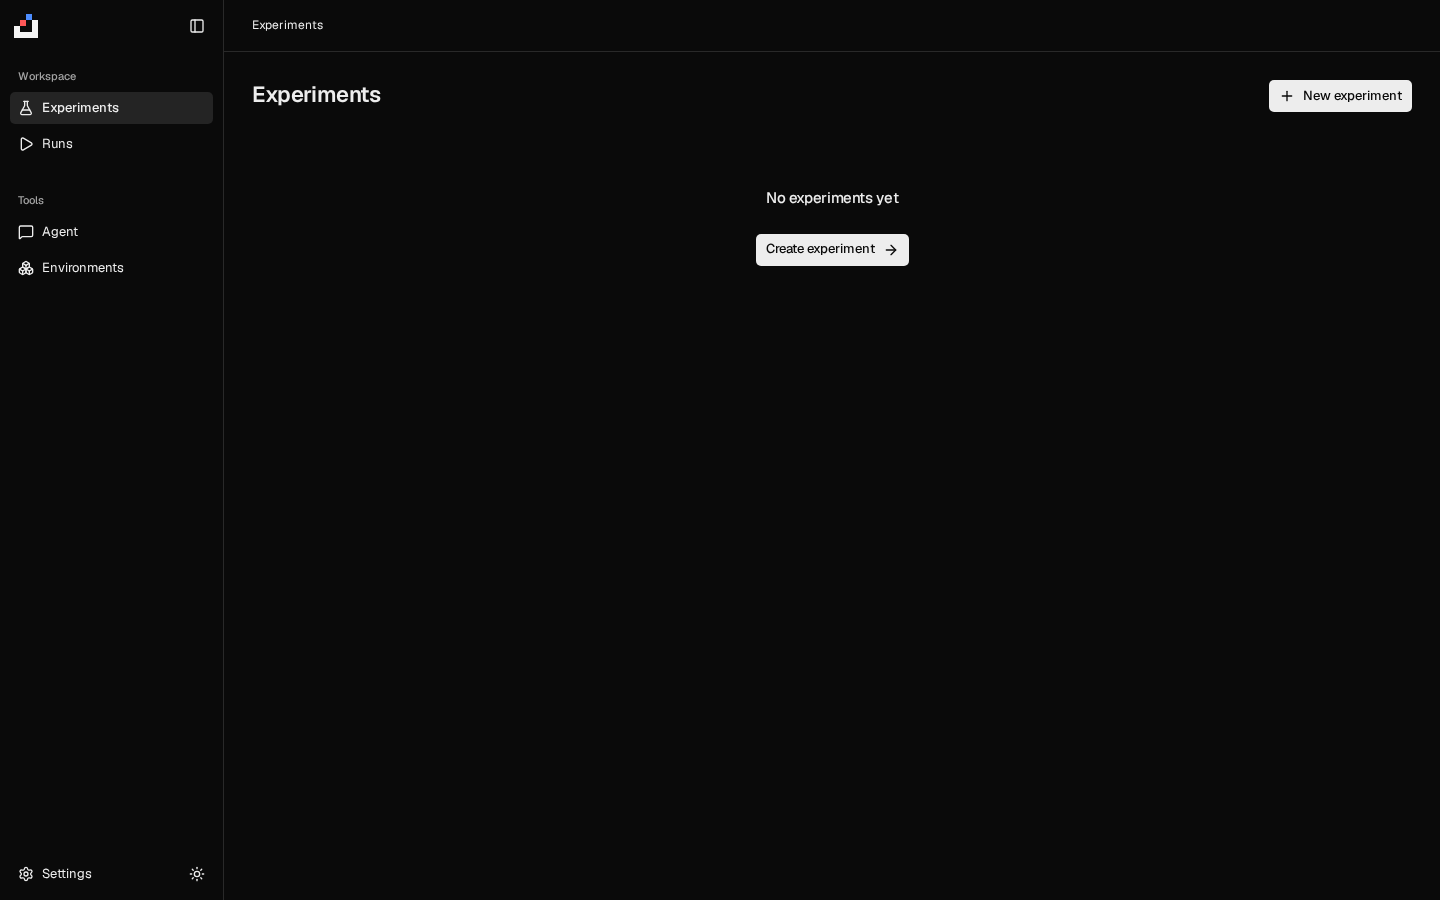 Workspace
Experiments
Runs
Tools
Agent
Environments
Settings
Experiments
Experiments
New experiment
No experiments yet
Create experiment